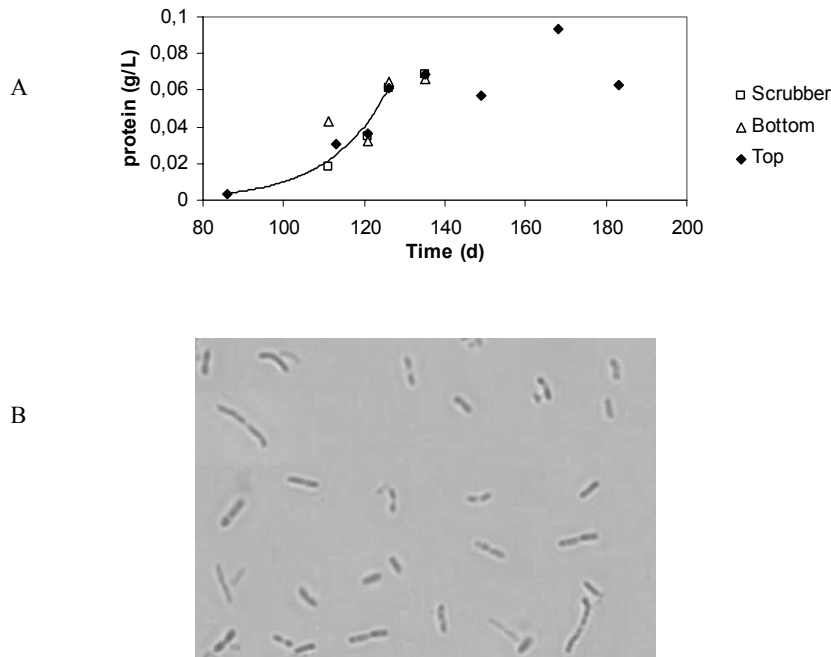 A
0,1
0,08
0,06
0,04
0,02
0
protein (g/L)
80 100 120 140 160 180 200
Time (d)
Scrubber
Bottom
Top
B